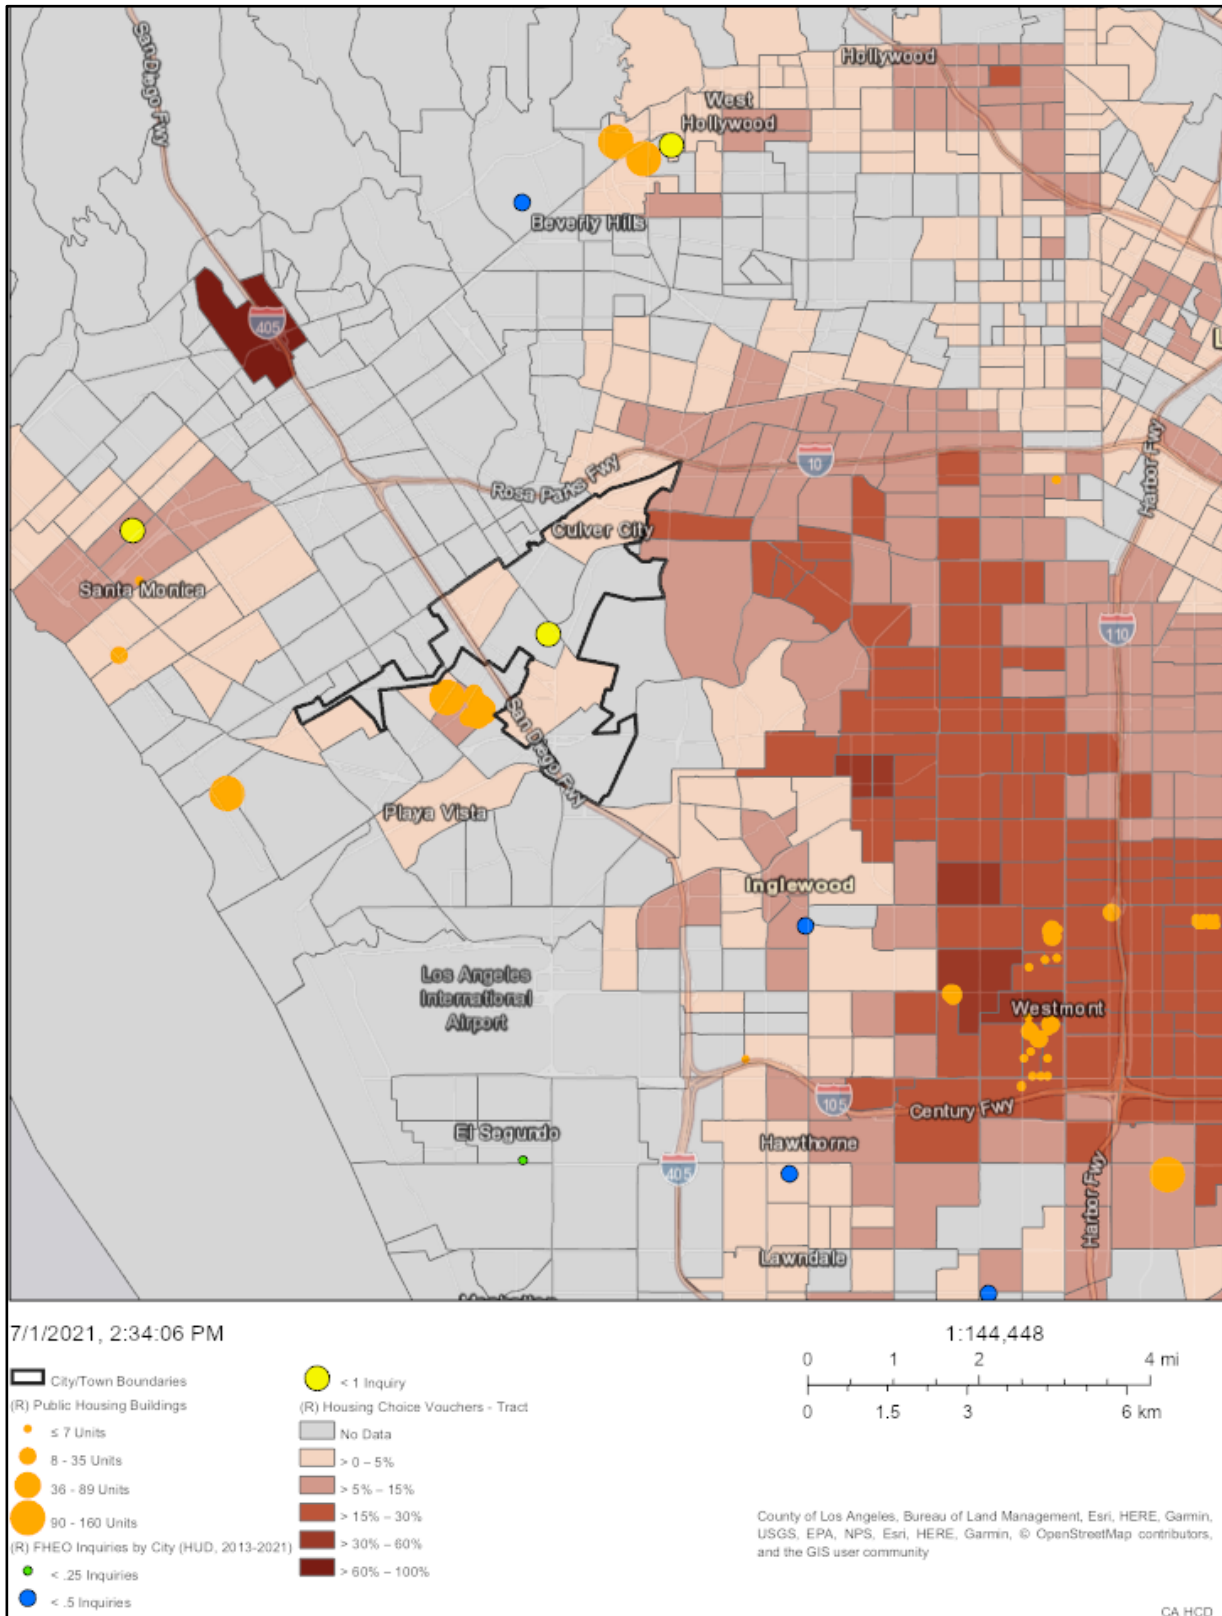 San Diego Fwy
Hollywood
West
Hollywood
Beverly Hills
405
Harbor Fwy
10
Rosa Parks Fwy
Culver City
Santa Monica
110
San Diego Fwy
Playa Vista
Inglewood
Los Angeles
International
Airport
Westmont
105
Century Fwy
El Segundo
Hawthorne
405
Harbor Fwy
Lawndale
Manhattan
7/1/2021, 2:34:06 PM
1:144,448
0 1 2 4 mi
0 1.5 3 6 km
City/Town Boundaries
(R) Public Housing Buildings
≤ 7 Units
8 - 35 Units
36 - 89 Units
90 - 160 Units
(R) FHEO Inquiries by City (HUD, 2013-2021)
< .25 Inquiries
< .5 Inquiries
< 1 Inquiry
(R) Housing Choice Vouchers - Tract
No Data
> 0 – 5%
> 5% – 15%
> 15% – 30%
> 30% – 60%
> 60% – 100%
County of Los Angeles, Bureau of Land Management, Esri, HERE, Garmin,
USGS, EPA, NPS, Esri, HERE, Garmin, © OpenStreetMap contributors,
and the GIS user community
CA HCD